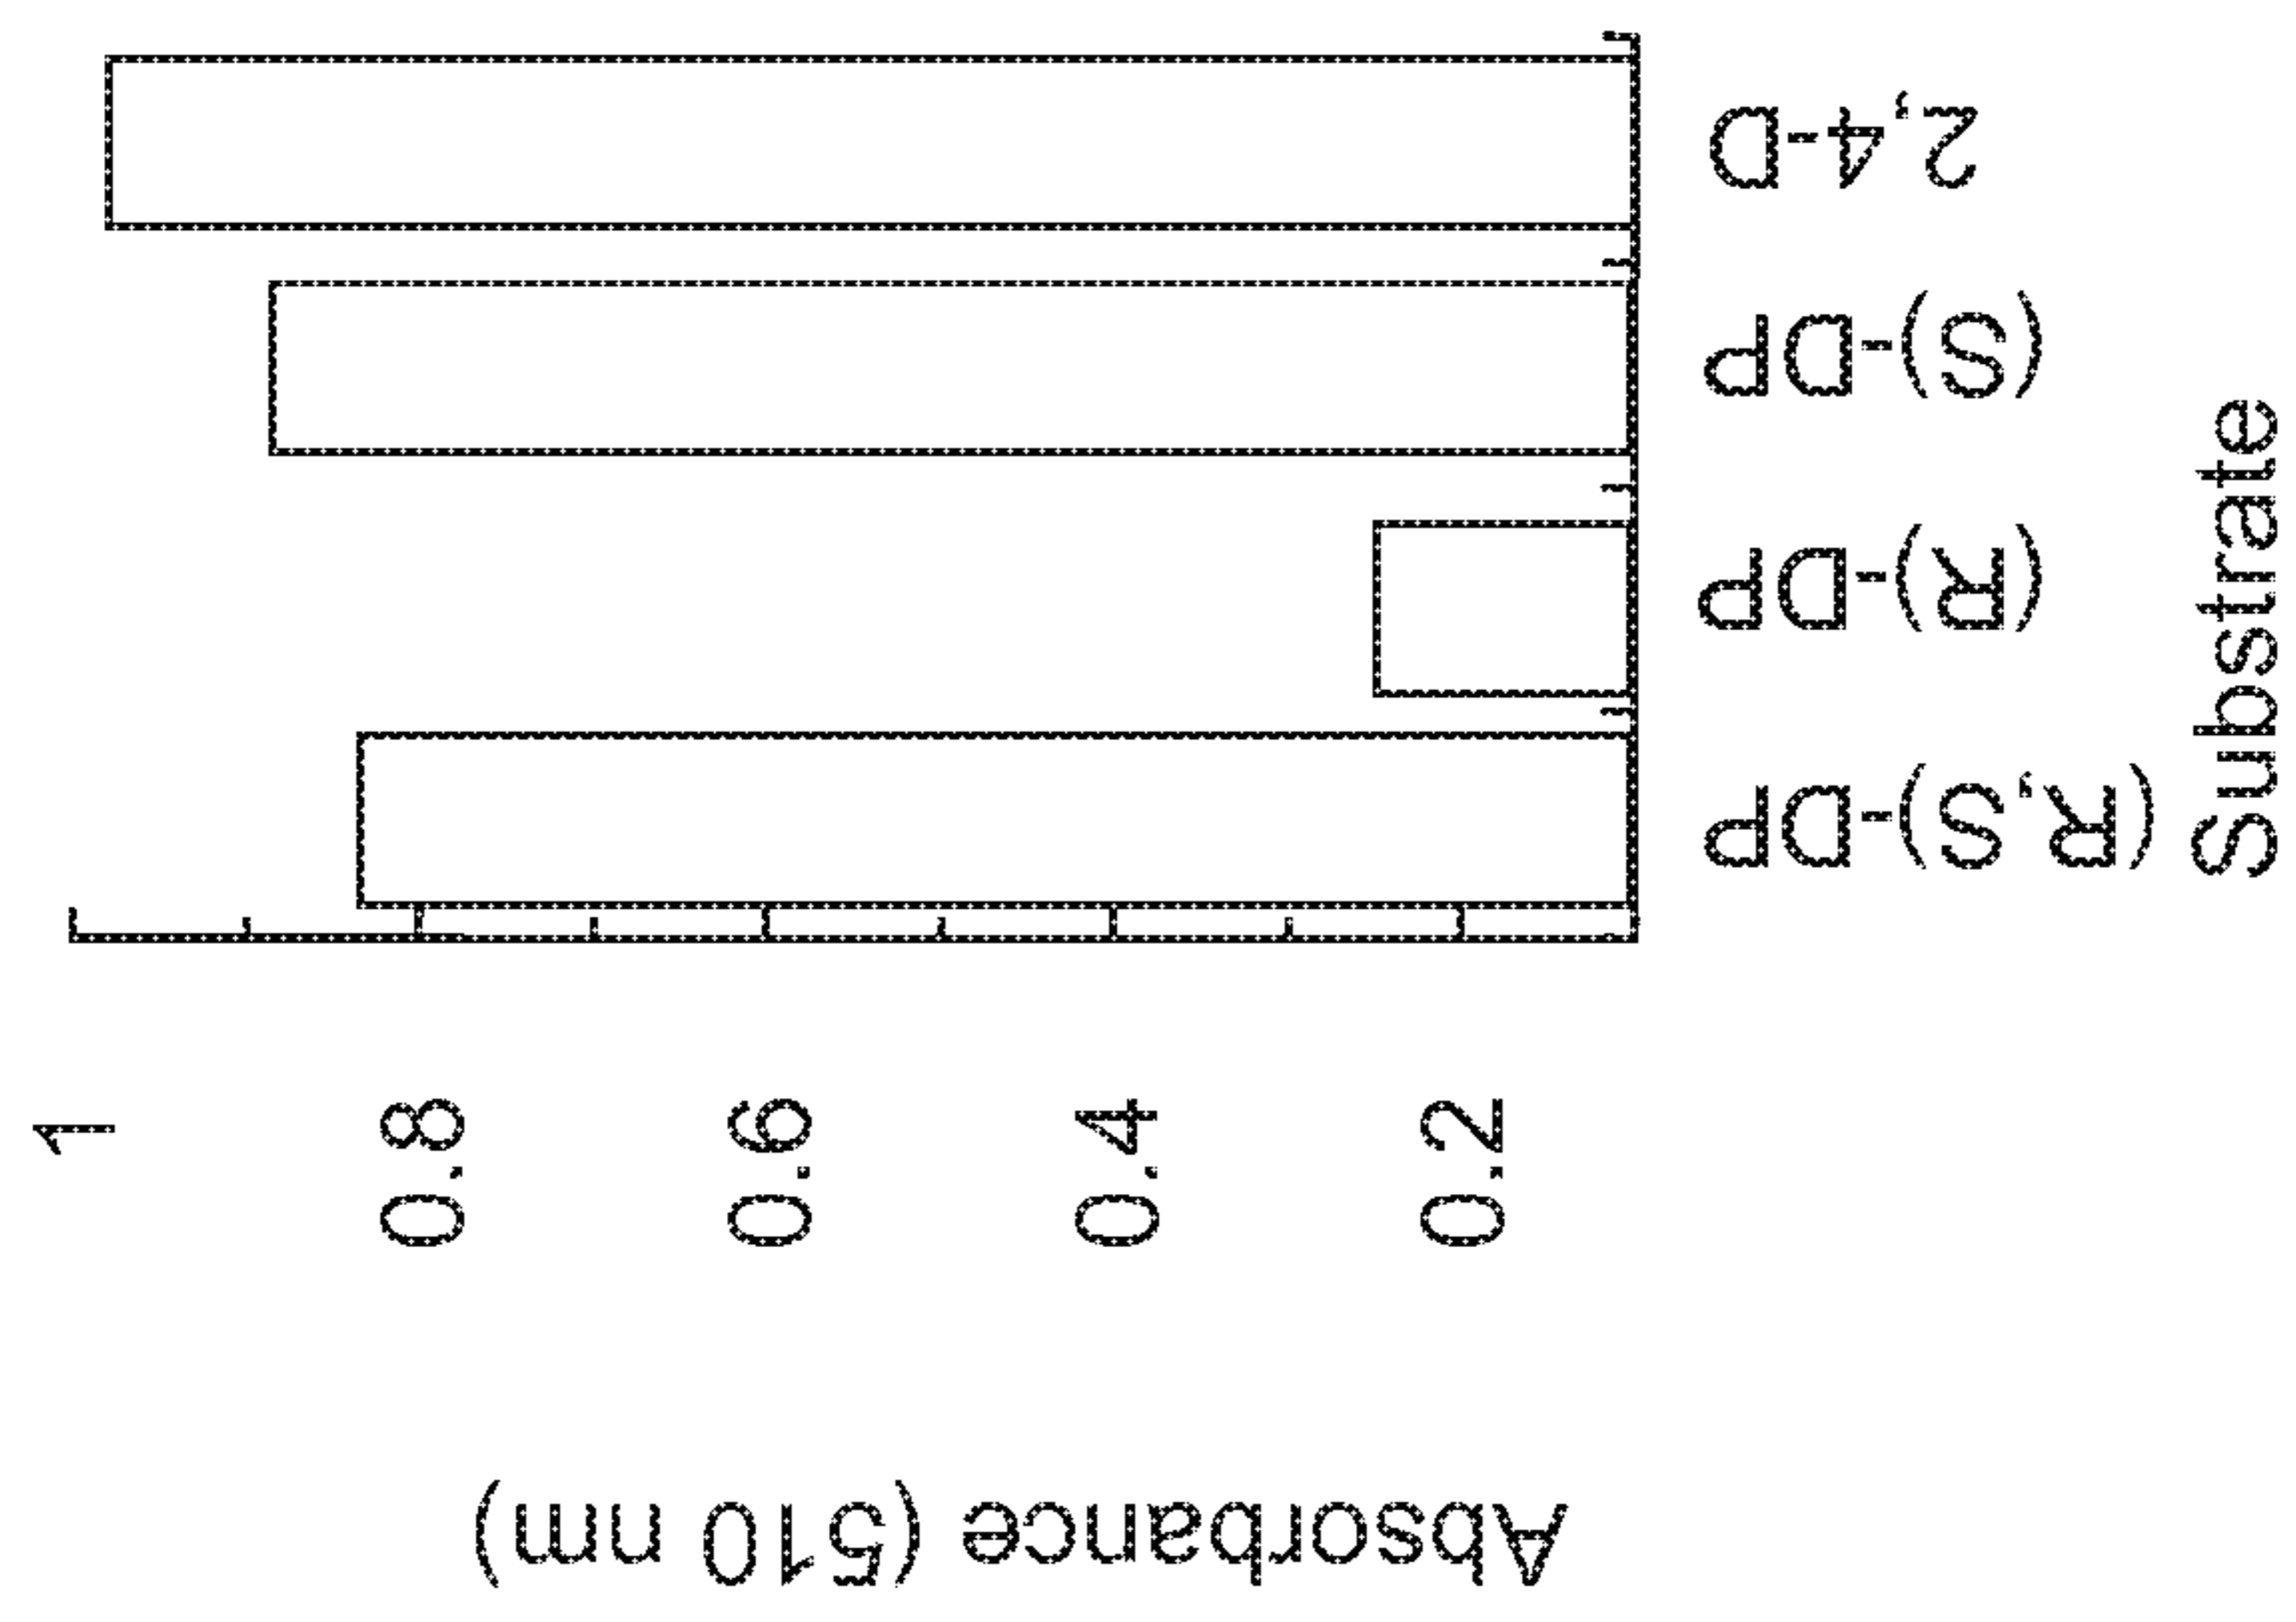 Absorbance (510 nm)
1
0.8
0.6
0.4
0.2
(R,S)-DP
(R)-DP
(S)-DP
2,4-D
Substrate